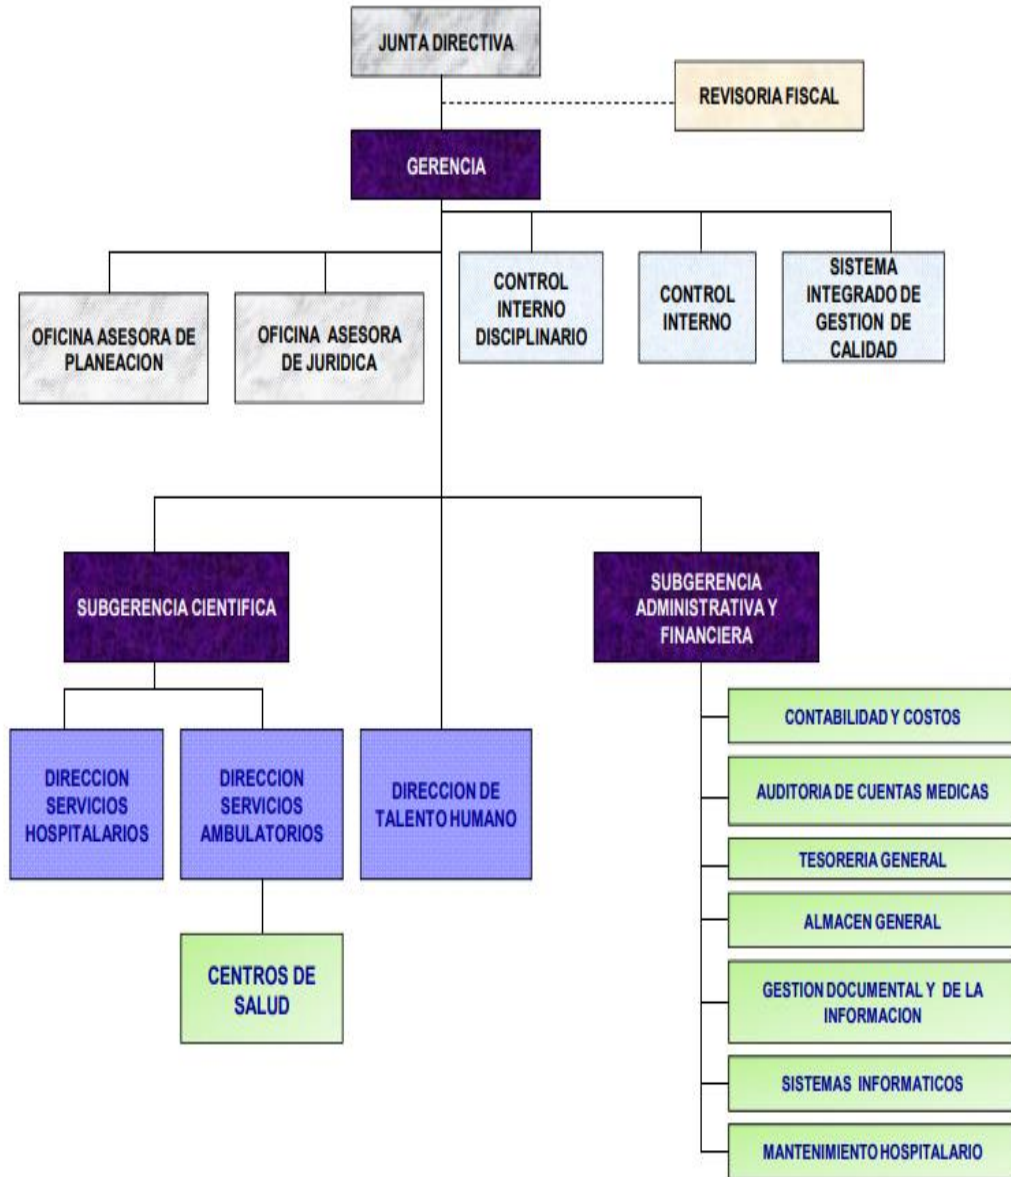 JUNTA DIRECTIVA
REVISORIA FISCAL
GERENCIA
OFICINA ASESORA DE
PLANEACION
OFICINA ASESORA
DE JURIDICA
CONTROL
INTERNO
DISCIPLINARIO
CONTROL
INTERNO
SISTEMA
INTEGRADO DE
GESTION DE
CALIDAD
SUBGERENCIA CIENTIFICA
SUBGERENCIA
ADMINISTRATIVA Y
FINANCIERA
DIRECCION
SERVICIOS
HOSPITALARIOS
DIRECCION
SERVICIOS
AMBULATORIOS
DIRECCION DE
TALENTO HUMANO
CENTROS DE
SALUD
CONTABILIDAD Y COSTOS
AUDITORIA DE CUENTAS MEDICAS
TESORERIA GENERAL
ALMACEN GENERAL
GESTION DOCUMENTAL Y DE LA
INFORMACION
SISTEMAS INFORMATICOS
MANTENIMIENTO HOSPITALARIO